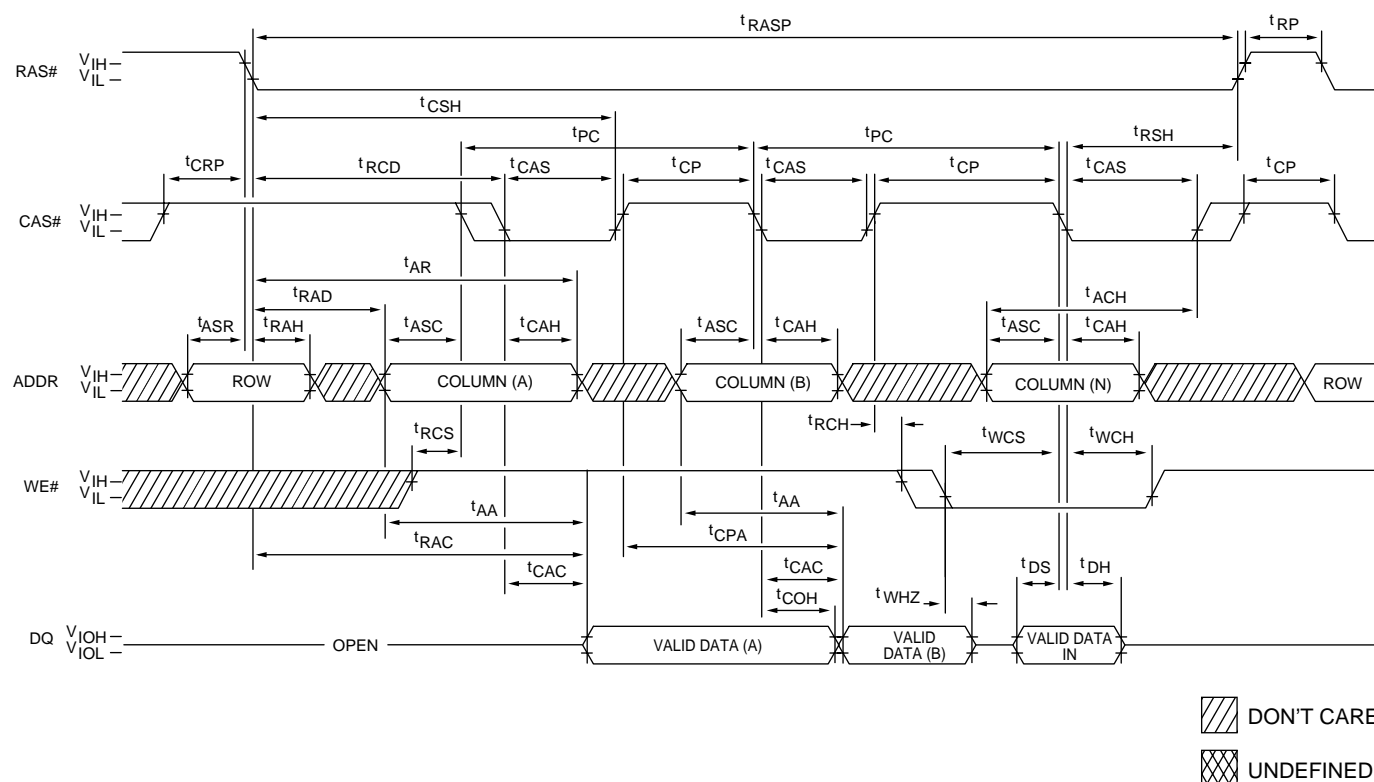 tRASP tRP
RAS# VIH
VIL
tCSH
tPC tPC tRSH
tCRP tRCD tCAS tCP tCAS tCP tCAS tCP
CAS# VIH
VIL
tAR
tRAD tACH
tASR tRAH tASC tCAH tASC tCAH tASC tCAH
ADDR VIH
VIL
ROW COLUMN (A) COLUMN (B) COLUMN (N) ROW
tRCS tRCH tWCS tWCH
WE# VIH
VIL
tAA tAA
tRAC tCPA
tCAC tCAC tDS tDH
tCOH tWHZ
DQ VIOH
VIOL
OPEN VALID DATA (A) VALID DATA (B) VALID DATA IN
DON'T CARE
UNDEFINED